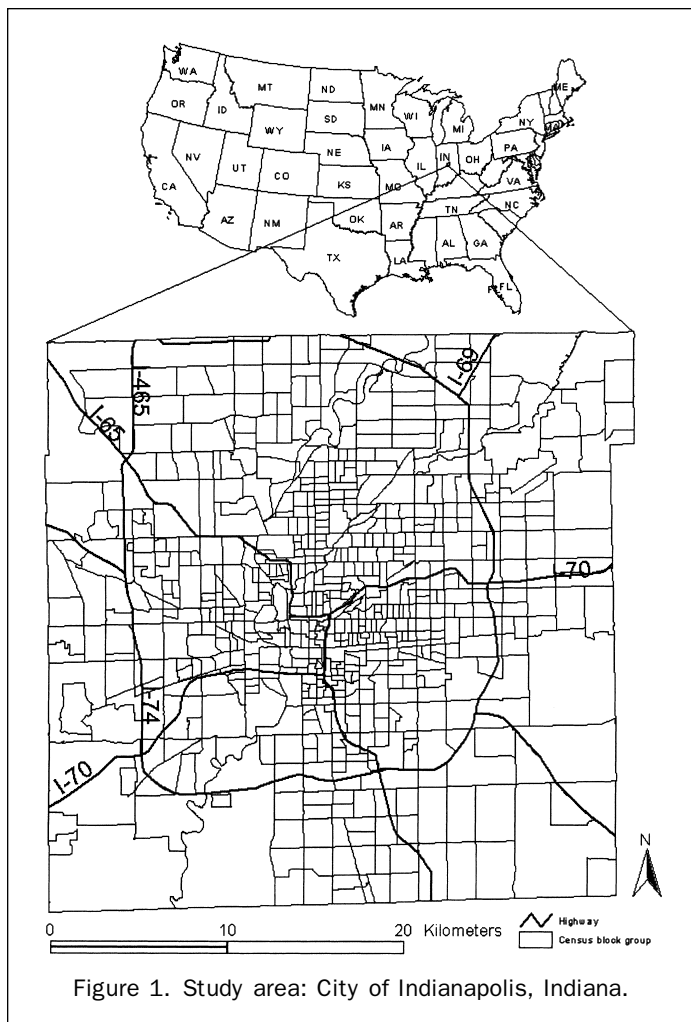 WA
MT
ND
ME
OR
ID
MN
SD
WI
NY
WY
MI
MA
IA
PA
NE
NV
UT
IL
IN
OH
CO
CA
KS
MO
VA
NC
TN
OK
AZ
NM
AR
AL
GA
TX
LA
FL
I-465
I-65
I-69
I-70
I-74
I-70
N
0
10
20 Kilometers
Highway
Census block group
Figure 1. Study area: City of Indianapolis, Indiana.